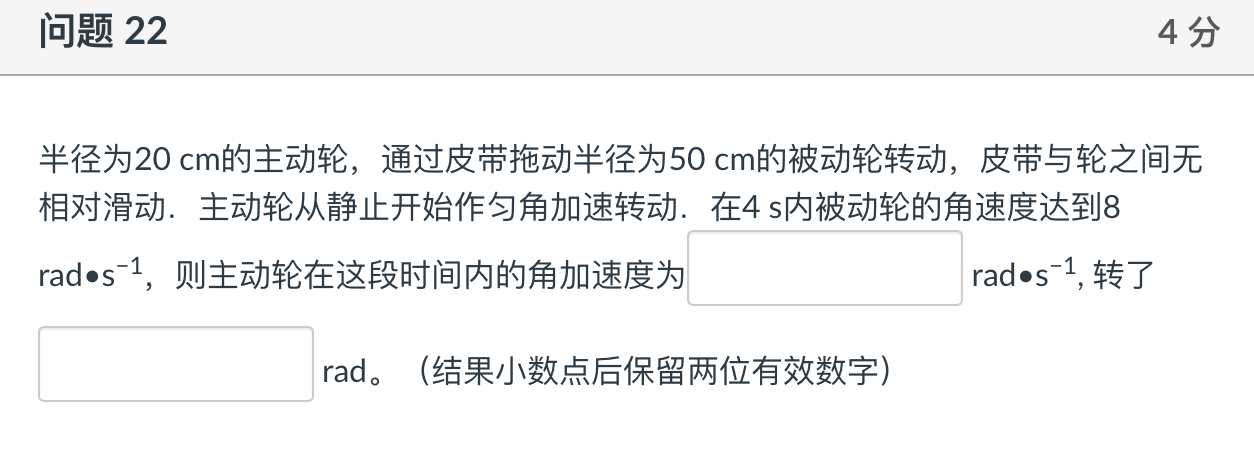 问题 22
4 分
半径为20 cm的主动轮，通过皮带拖动半径为50 cm的被动轮转动，皮带与轮之间无
相对滑动．主动轮从静止开始作匀角加速转动．在4 s内被动轮的角速度达到8
rad•s⁻¹，则主动轮在这段时间内的角加速度为 rad•s⁻¹, 转了
rad。（结果小数点后保留两位有效数字）